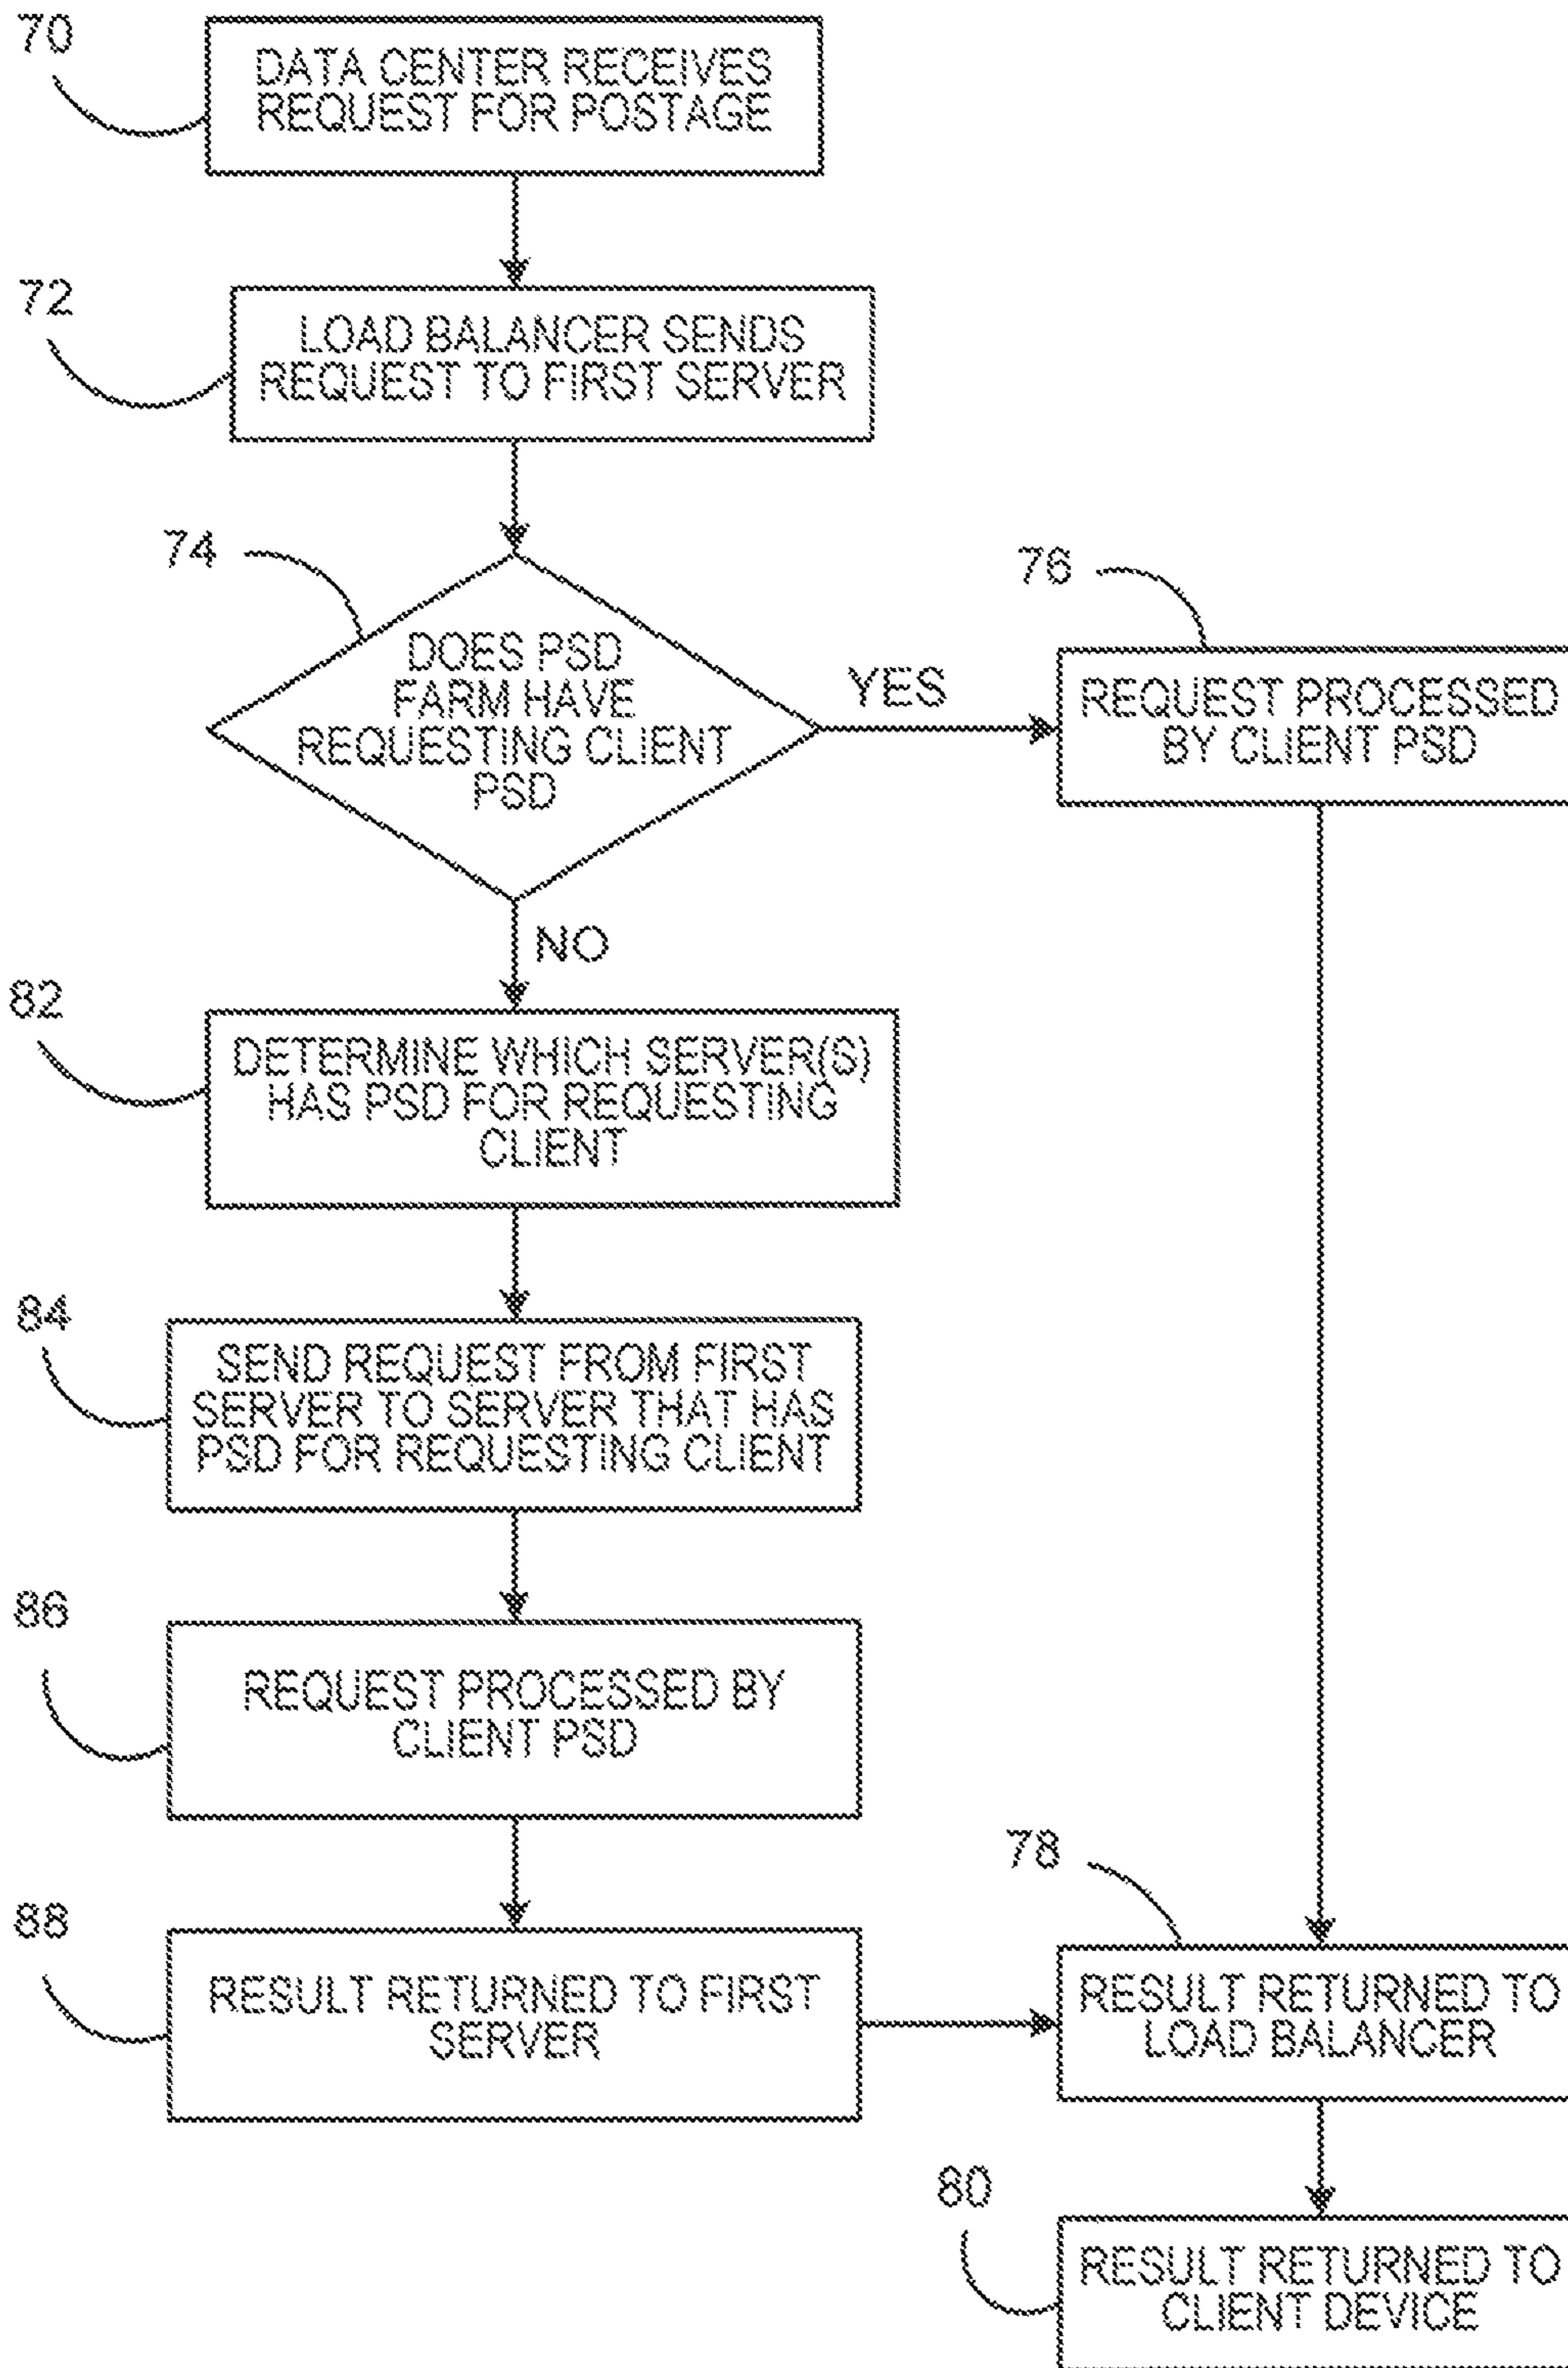 70
DATA CENTER RECEIVES
REQUEST FOR POSTAGE
72
LOAD BALANCER SENDS
REQUEST TO FIRST SERVER
74
DOES PSD
FARM HAVE
REQUESTING CLIENT
PSD
YES
76
REQUEST PROCESSED
BY CLIENT PSD
NO
82
DETERMINE WHICH SERVER(S)
HAS PSD FOR REQUESTING
CLIENT
84
SEND REQUEST FROM FIRST
SERVER TO SERVER THAT HAS
PSD FOR REQUESTING CLIENT
86
REQUEST PROCESSED BY
CLIENT PSD
88
RESULT RETURNED TO FIRST
SERVER
78
RESULT RETURNED TO
LOAD BALANCER
80
RESULT RETURNED TO
CLIENT DEVICE